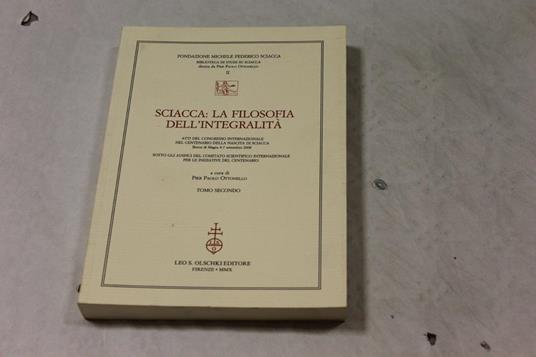 FONDAZIONE MICHELE FEDERICO SCIACCA
BIBLIOTECA DI STUDI SU SCIACCA
diretta da PIER PAOLO OTTONELLO
II
SCIACCA: LA FILOSOFIA
DELL'INTEGRALITÀ
ATTI DEL CONGRESSO INTERNAZIONALE
NEL CENTENARIO DELLA NASCITA DI SCIACCA
SOTTO GLI AUSPICI DEL COMITATO SCIENTIFICO INTERNAZIONALE
PER LE INIZIATIVE DEL CENTENARIO
a cura di
PIER PAOLO OTTONELLO
TOMO SECONDO
LEO S. OLSCHKI EDITORE
FIRENZE • MMX